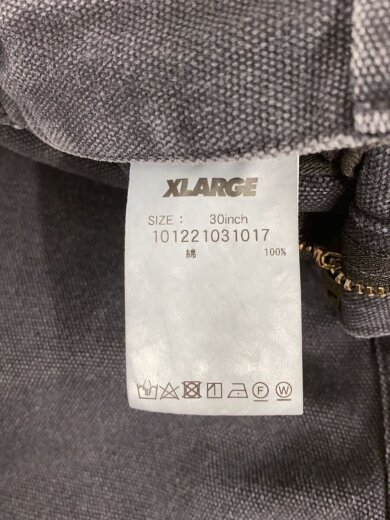 XLARGE
SIZE： 30inch
101221031017
綿 100%
F W